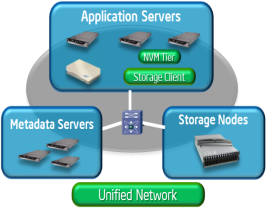 Application Servers
NVM Tier
Storage Client
Metadata Servers
Storage Nodes
Unified Network